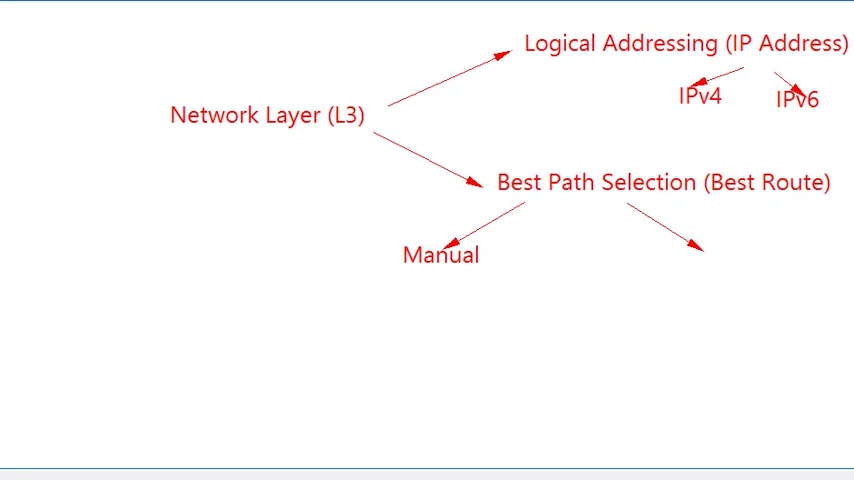 Logical Addressing (IP Address)
IPv4
IPv6
Network Layer (L3)
Best Path Selection (Best Route)
Manual